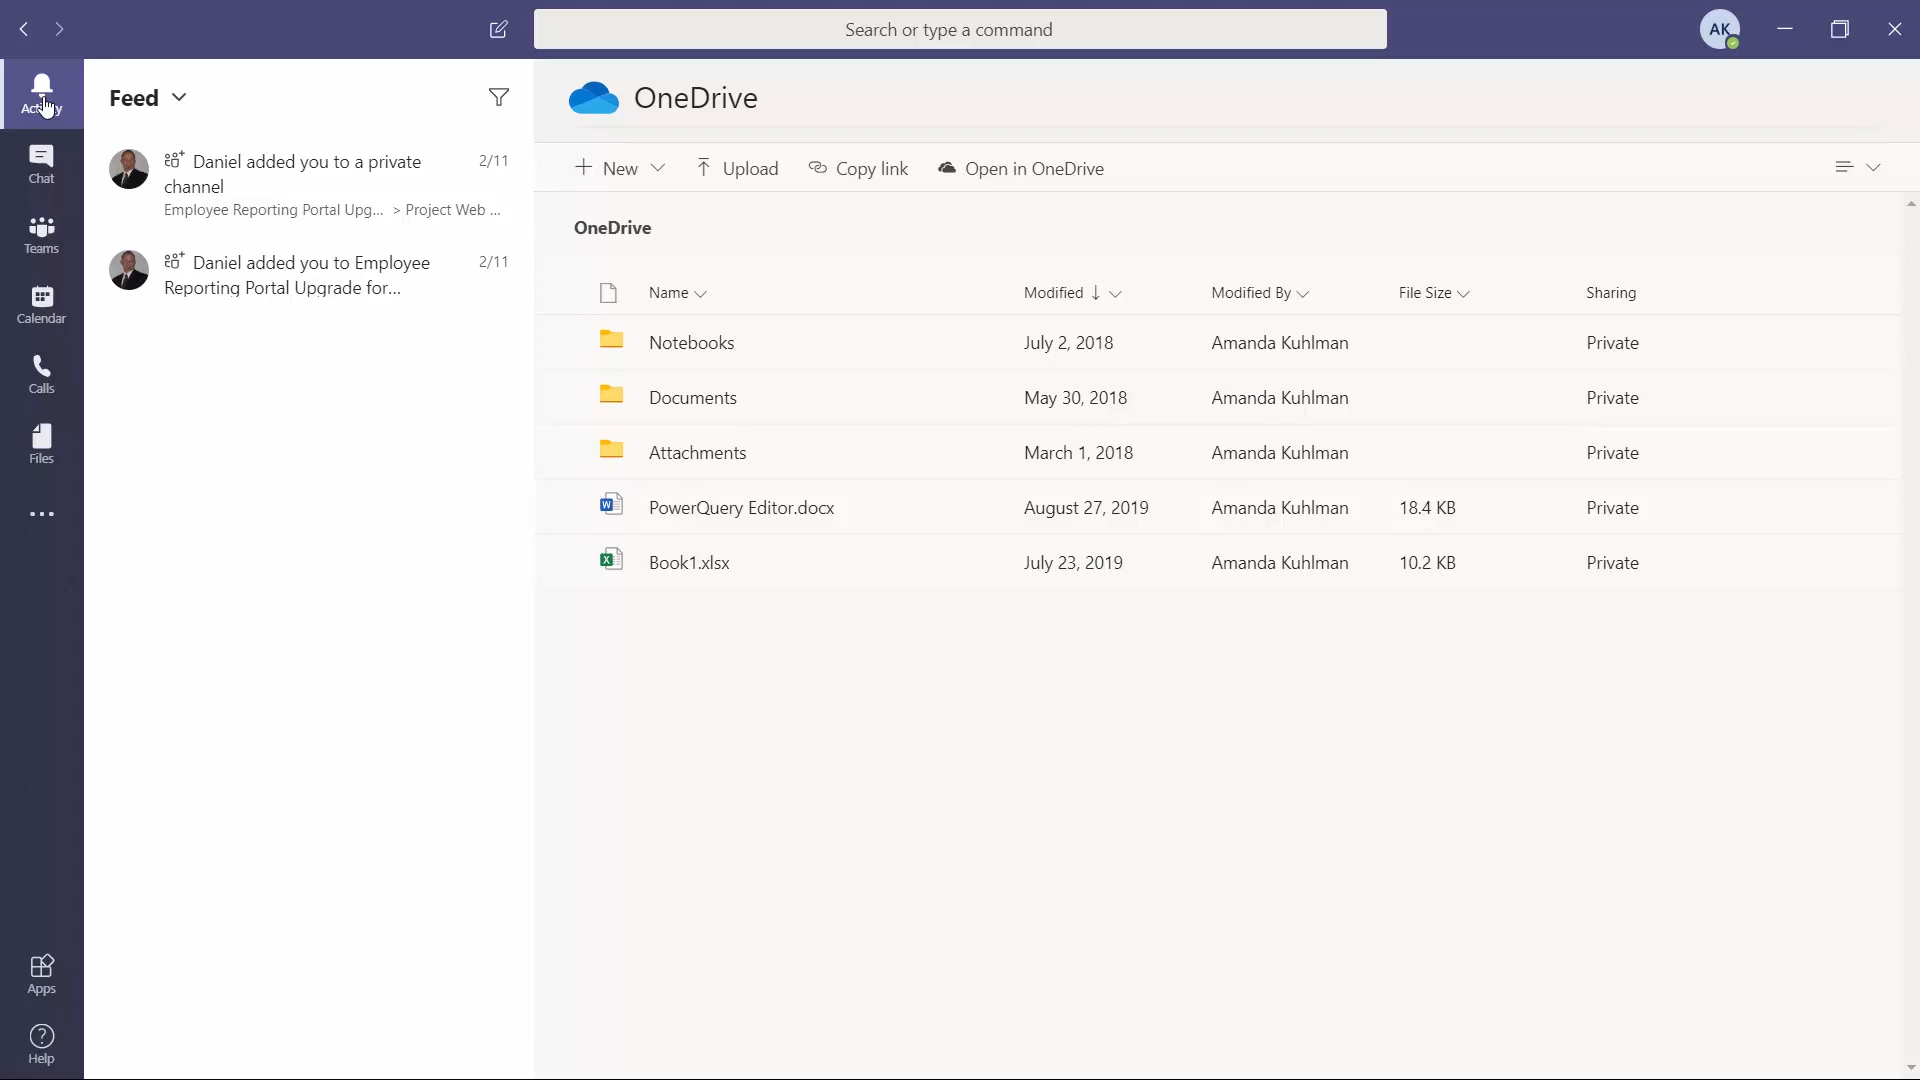 Search or type a command
AK
Activity
Chat
Teams
Calendar
Calls
Files
Apps
Help
Feed
Daniel added you to a private
channel
2/11
Employee Reporting Portal Upg... > Project Web ...
Daniel added you to Employee
Reporting Portal Upgrade for...
2/11
OneDrive
New
Upload
Copy link
Open in OneDrive
OneDrive
Name Modified Modified By File Size Sharing
Notebooks July 2, 2018 Amanda Kuhlman Private
Documents May 30, 2018 Amanda Kuhlman Private
Attachments March 1, 2018 Amanda Kuhlman Private
PowerQuery Editor.docx August 27, 2019 Amanda Kuhlman 18.4 KB Private
Book1.xlsx July 23, 2019 Amanda Kuhlman 10.2 KB Private